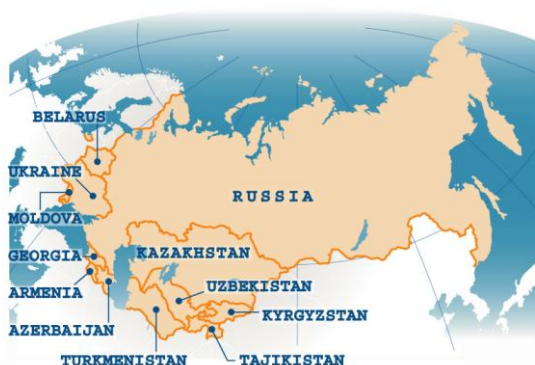 BELARUS
UKRAINE
RUSSIA
MOLDOVA
GEORGIA
KAZAKHSTAN
ARMENIA
UZBEKISTAN
KYRGYZSTAN
AZERBAIJAN
TURKMENISTAN
TAJIKISTAN